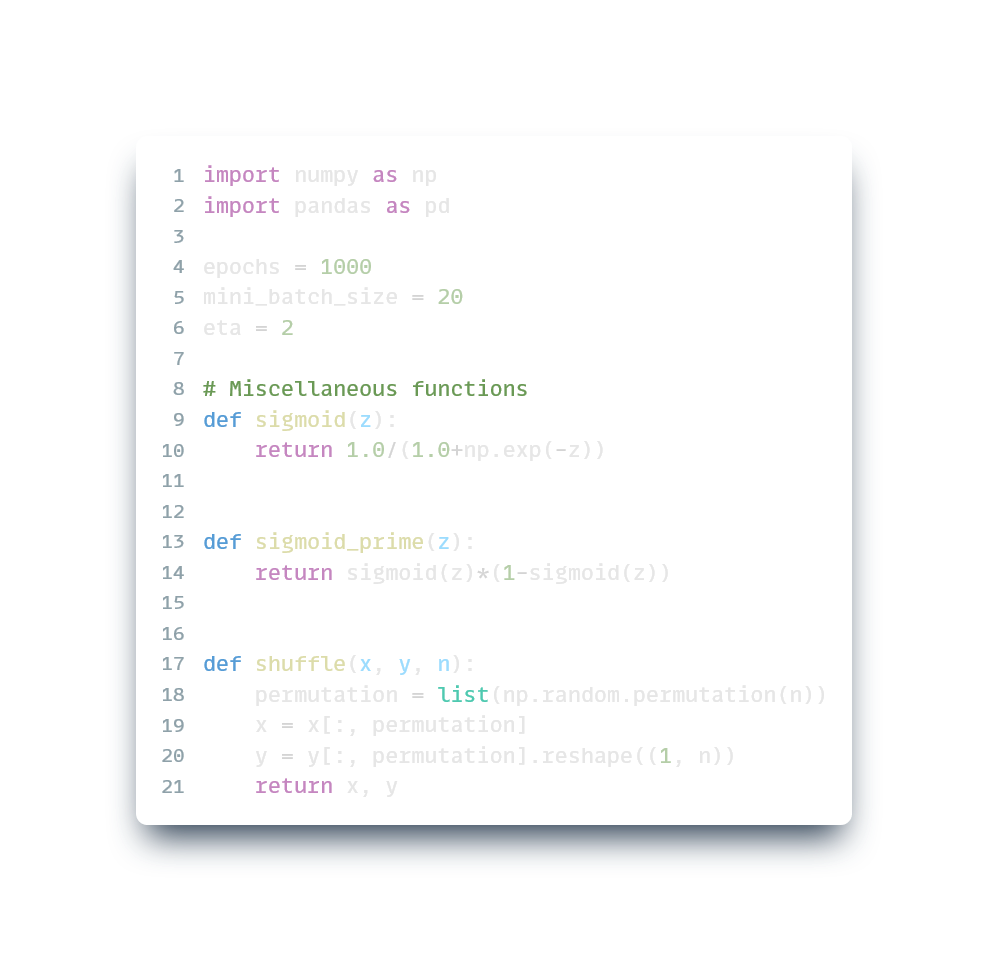 1 import numpy as np
2 import pandas as pd
3
4 epochs = 1000
5 mini_batch_size = 20
6 eta = 2
7
8 # Miscellaneous functions
9 def sigmoid(z):
10     return 1.0/(1.0+np.exp(-z))
11
12
13 def sigmoid_prime(z):
14     return sigmoid(z)*(1-sigmoid(z))
15
16
17 def shuffle(x, y, n):
18     permutation = list(np.random.permutation(n))
19     x = x[:, permutation]
20     y = y[:, permutation].reshape((1, n))
21     return x, y